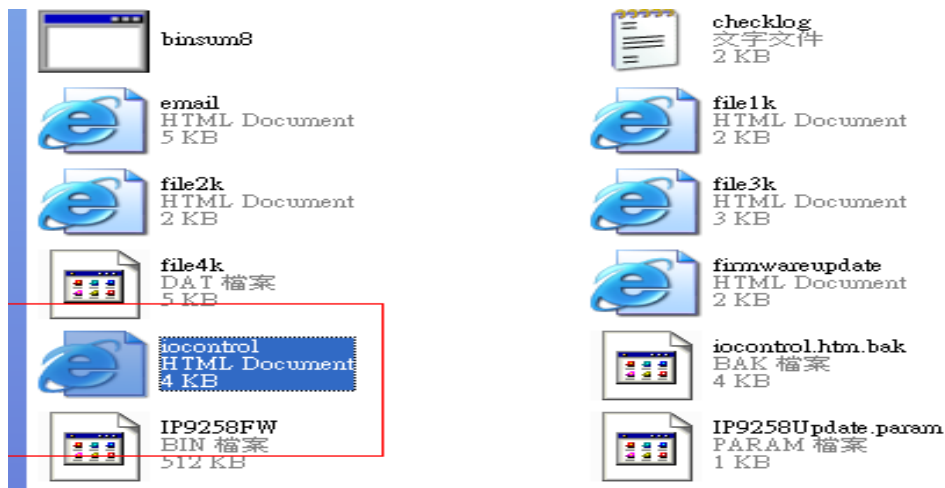 binsum8
checklog
文字文件
2 KB
email
HTML Document
5 KB
file1k
HTML Document
2 KB
file2k
HTML Document
2 KB
file3k
HTML Document
3 KB
file4k
DAT 檔案
5 KB
firmwareupdate
HTML Document
2 KB
iocontrol
HTML Document
4 KB
iocontrol.htm.bak
BAK 檔案
4 KB
IP9258FW
BIN 檔案
512 KB
IP9258Update.param
PARAM 檔案
1 KB